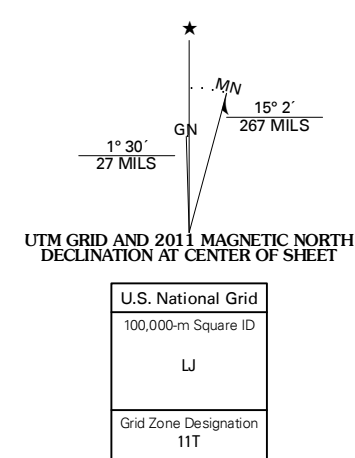 MN
GN
15° 2´
267 MILS
1° 30´
27 MILS
UTM GRID AND 2011 MAGNETIC NORTH
DECLINATION AT CENTER OF SHEET
U.S. National Grid
100,000-m Square ID
LJ
Grid Zone Designation
11T